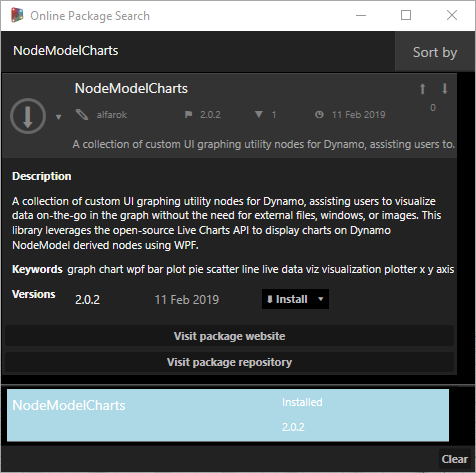 Online Package Search
NodeModelCharts
Sort by
NodeModelCharts
alfarok 2.0.2 1 11 Feb 2019 0
A collection of custom UI graphing utility nodes for Dynamo, assisting users to.
Description
A collection of custom UI graphing utility nodes for Dynamo, assisting users to visualize
data on-the-go in the graph without the need for external files, windows, or images. This
library leverages the open-source Live Charts API to display charts on Dynamo
NodeModel derived nodes using WPF.
Keywords graph chart wpf bar plot pie scatter line live data viz visualization plotter x y axis
Versions 2.0.2 11 Feb 2019 Install
Visit package website
Visit package repository
NodeModelCharts Installed
2.0.2
Clear